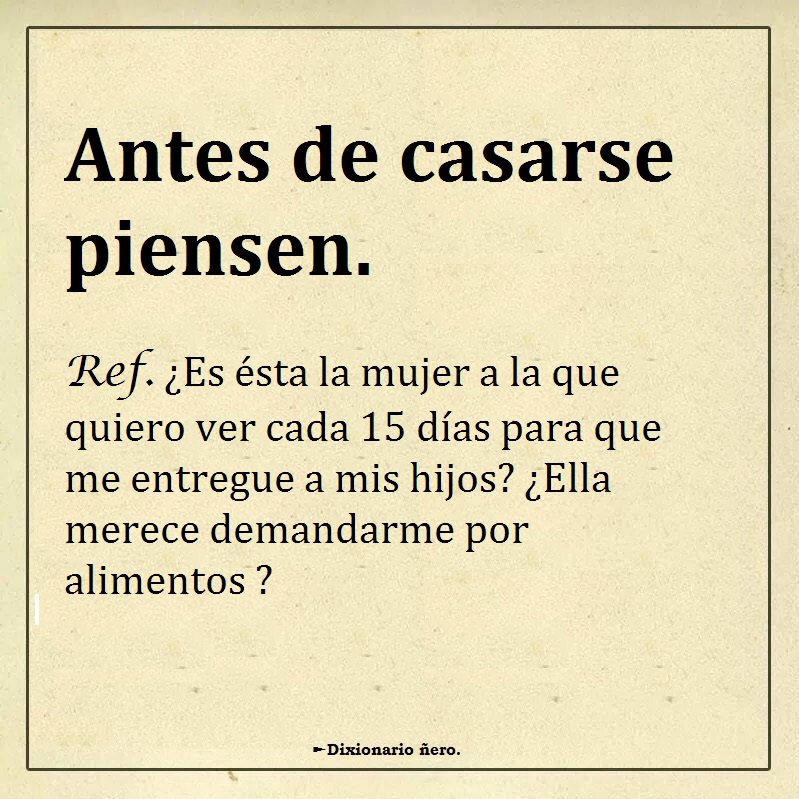 Antes de casarse
piensen.
Ref. ¿Es ésta la mujer a la que
quiero ver cada 15 días para que
me entregue a mis hijos? ¿Ella
merece demandarme por
alimentos ?
►Dixionario ñero.